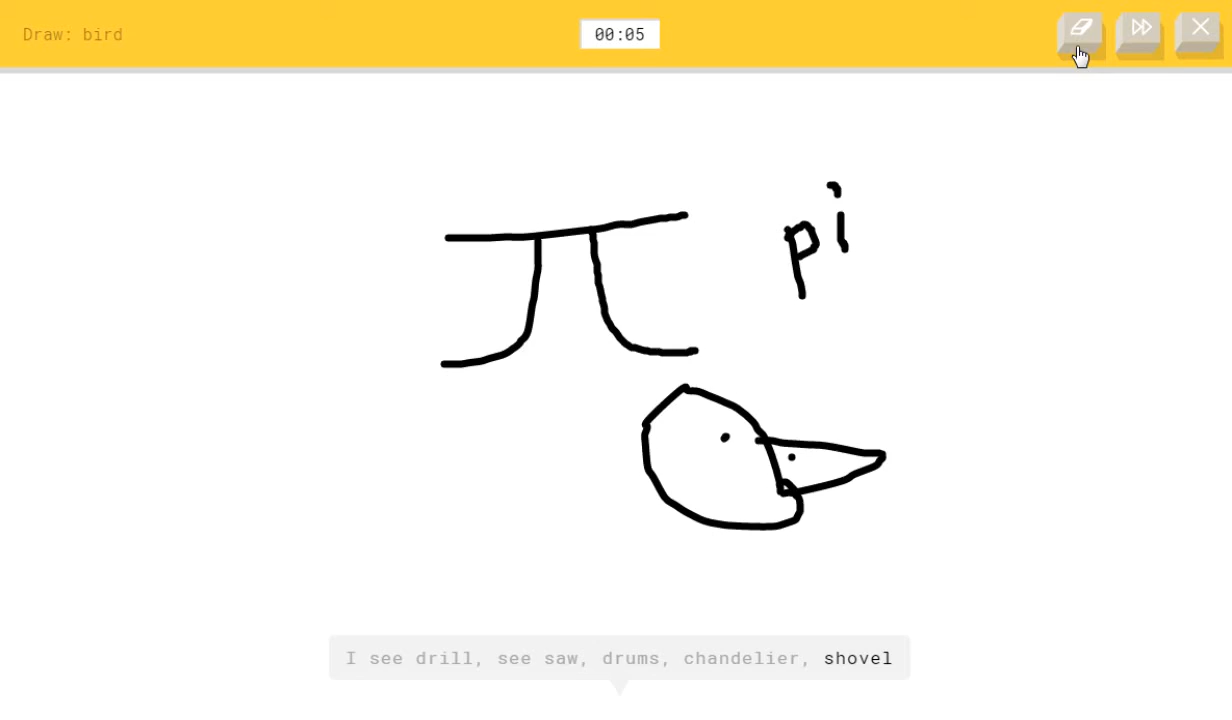 Draw: bird
00:05
π
pi
I see drill, see saw, drums, chandelier, shovel